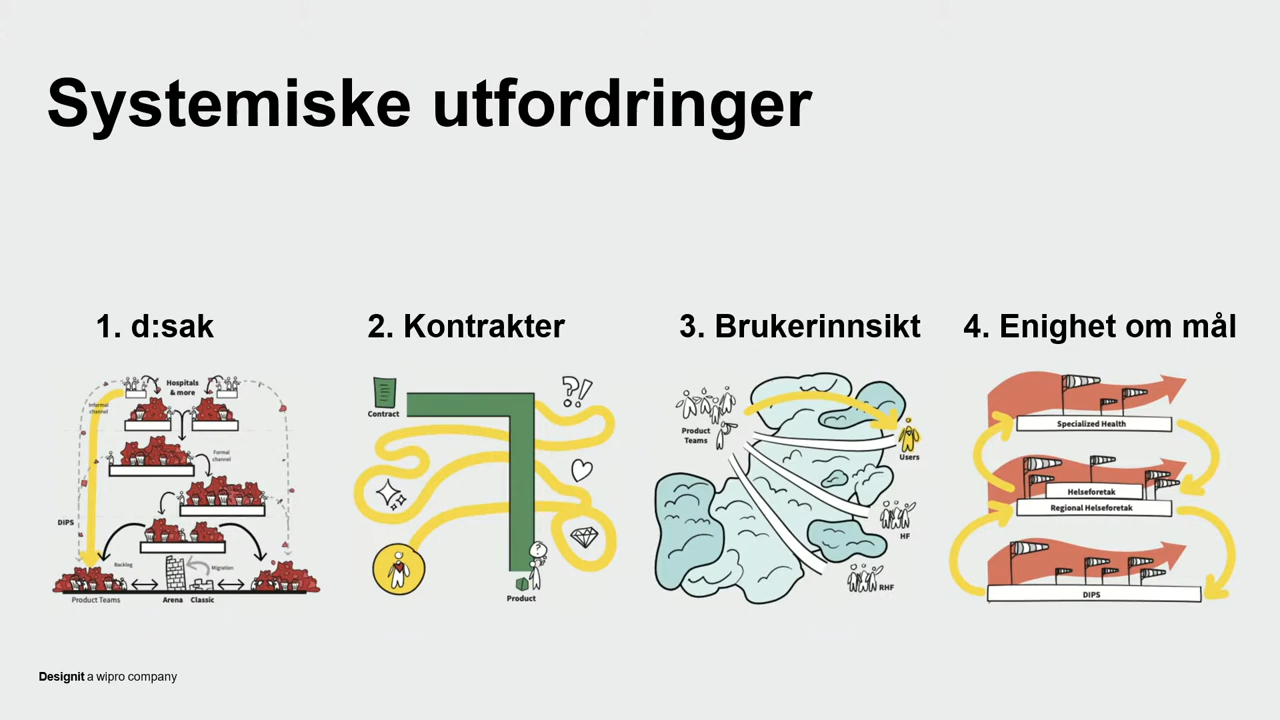 Systemiske utfordringer
1. d:sak
2. Kontrakter
3. Brukerinnsikt
4. Enighet om mål
Hospitals
& more
Informal
channel
Formal
channel
DIPS
Backlog
Migration
Product Teams
Arena
Classic
Contract
?!
Product
Product
Teams
Users
HF
RHF
Specialized Health
Helseforetak
Regional Helseforetak
DIPS
Designit a wipro company